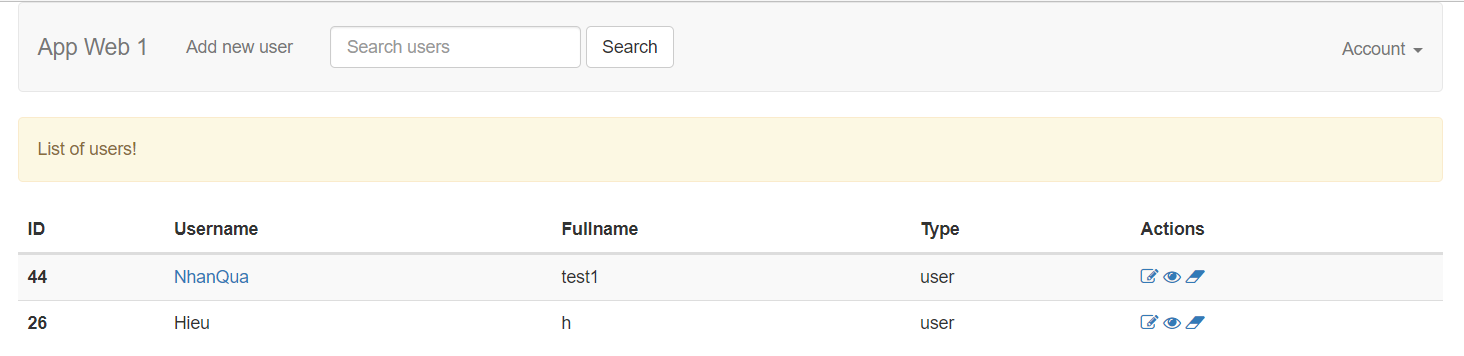 App Web 1 Add new user Search users Search Account
List of users!
ID Username Fullname Type Actions
44 NhanQua test1 user
26 Hieu h user